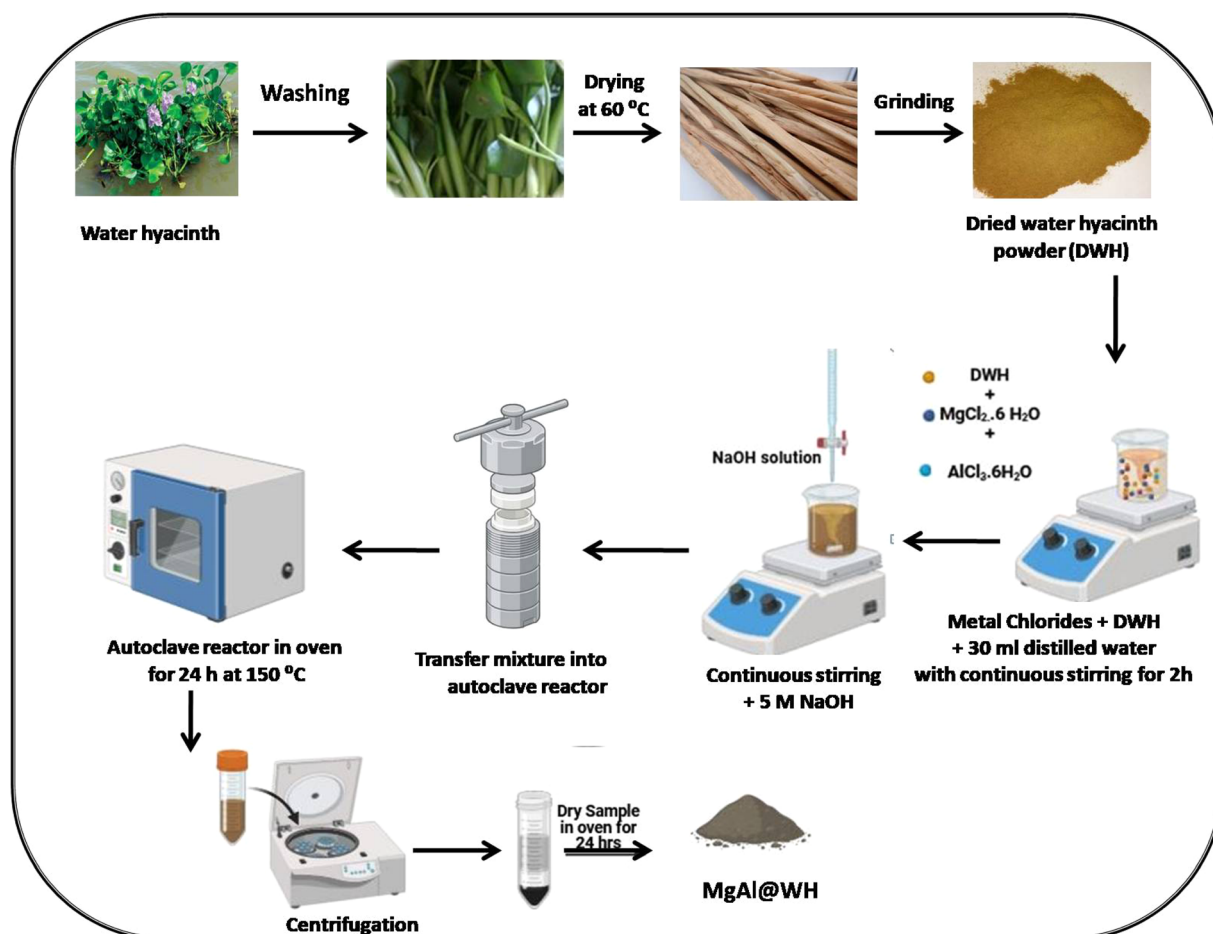 Washing
Drying
at 60 ⁰C
Grinding
Water hyacinth
Dried water hyacinth
powder (DWH)
DWH
+
MgCl₂.6 H₂O
+
AlCl₃.6H₂O
NaOH solution
Metal Chlorides + DWH
+ 30 ml distilled water
with continuous stirring for 2h
Continuous stirring
+ 5 M NaOH
Transfer mixture into
autoclave reactor
Autoclave reactor in oven
for 24 h at 150 ⁰C
Centrifugation
Dry Sample
in oven for
24 hrs
MgAl@WH